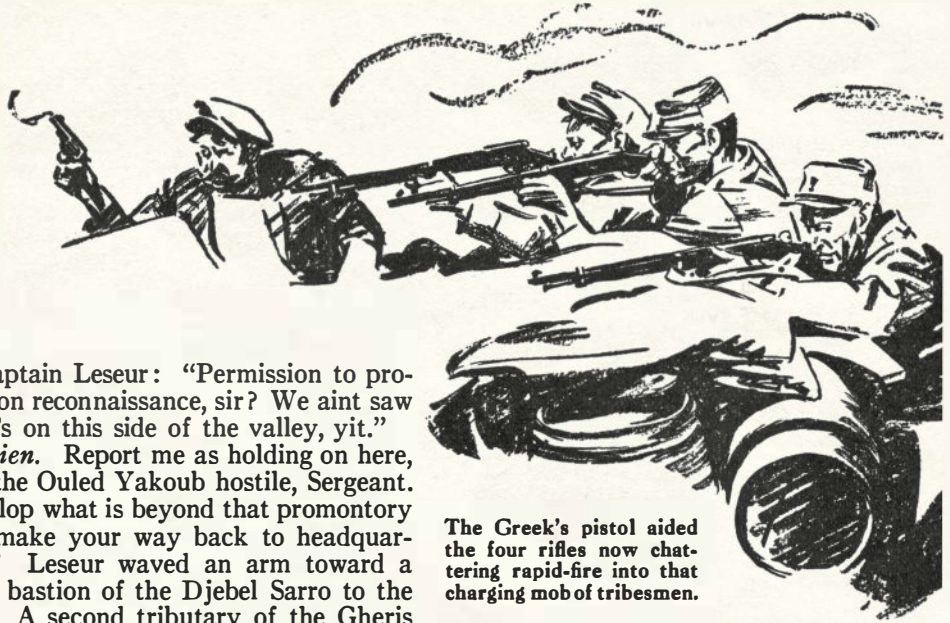 aptain Leseur: “Permission to pro-
on reconnaissance, sir? We aint saw
’s on this side of the valley, yit.”
ien. Report me as holding on here,
the Ouled Yakoub hostile, Sergeant.
lop what is beyond that promontory
make your way back to headquar-
Leseur waved an arm toward a
bastion of the Djebel Sarro to the
A second tributary of the Gheris
The Greek’s pistol aided
the four rifles now chat-
tering rapid-fire into that
charging mob of tribesmen.